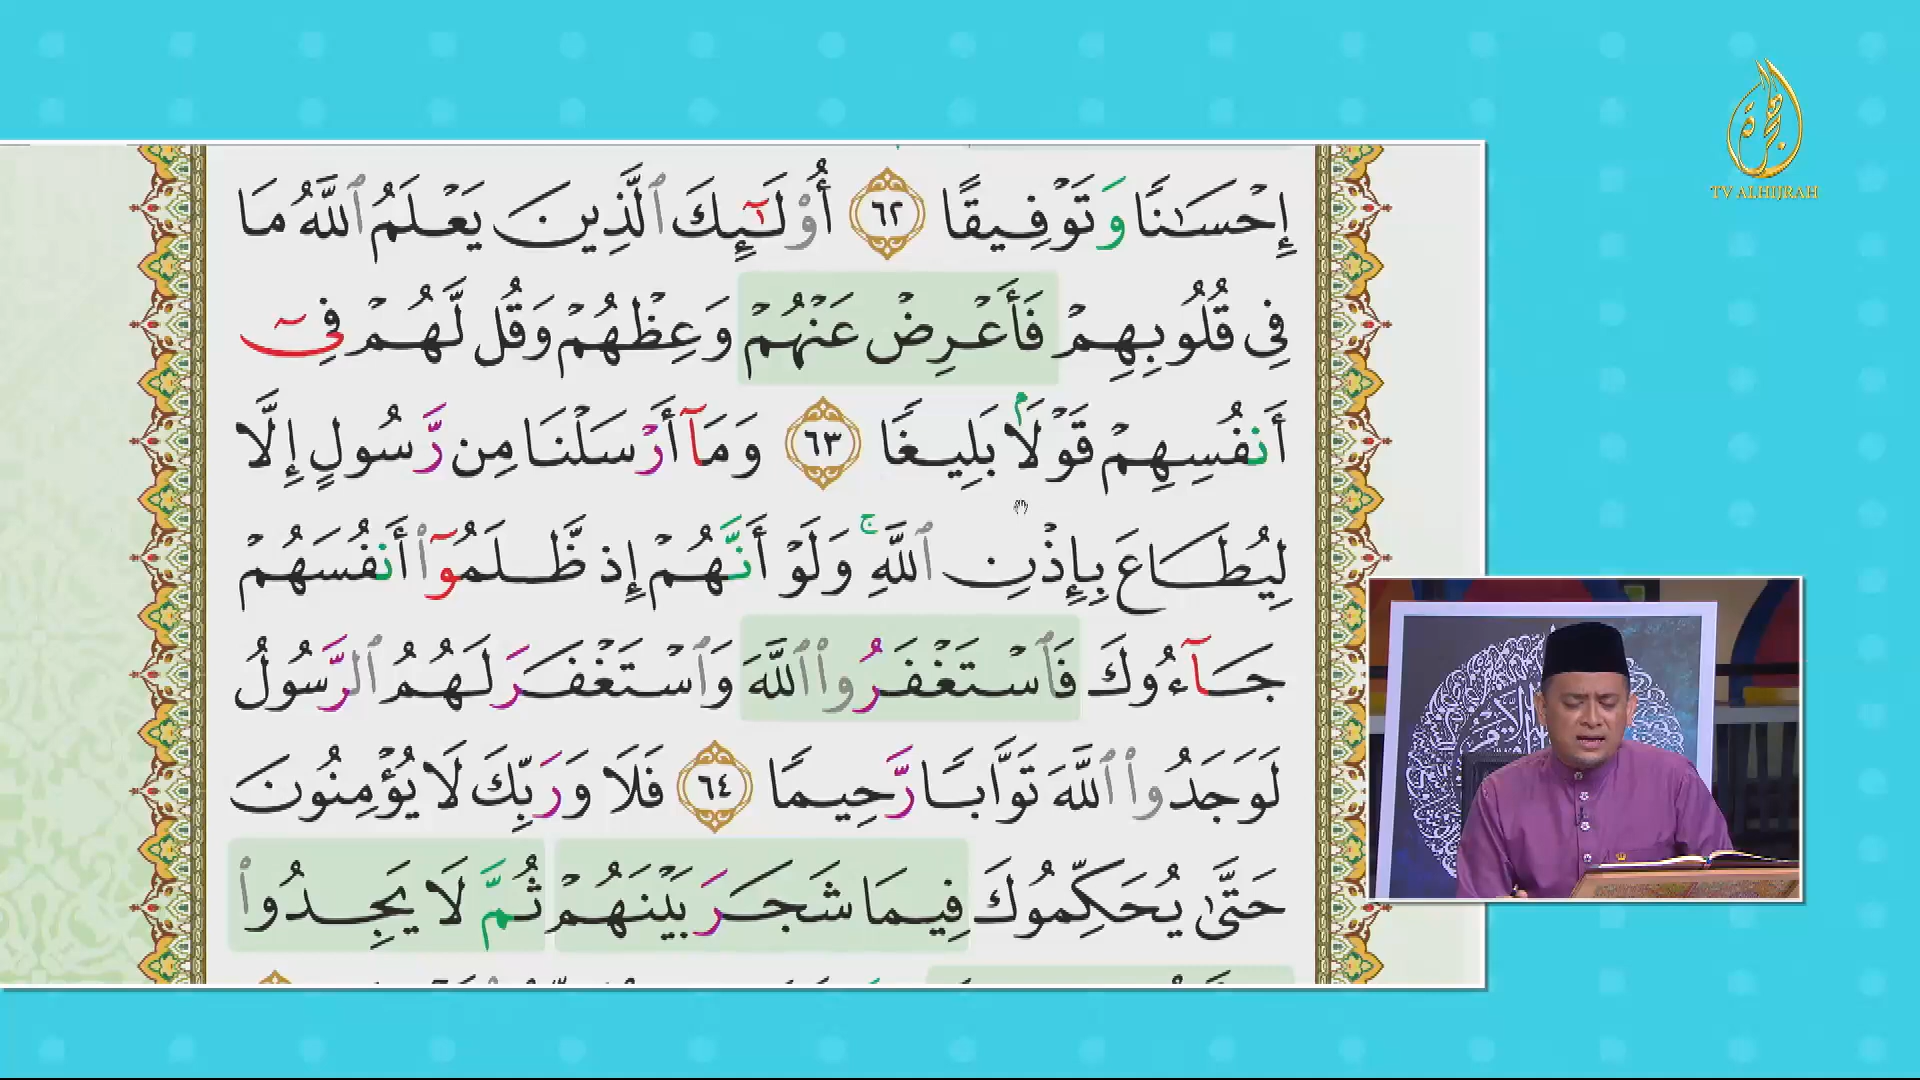 إِحْسَـٰنًا وَتَوْفِيقًا ٦٢ أُو۟لَـٰٓئِكَ ٱلَّذِينَ يَعْلَمُ ٱللَّهُ مَا
فِى قُلُوبِهِمْ فَأَعْرِضْ عَنْهُمْ وَعِظْهُمْ وَقُل لَّهُمْ فِىٓ
أَنفُسِهِمْ قَوْلًۢا بَلِيغًا ٦٣ وَمَآ أَرْسَلْنَا مِن رَّسُولٍ إِلَّا
لِيُطَاعَ بِإِذْنِ ٱللَّهِ ۚ وَلَوْ أَنَّهُمْ إِذ ظَّلَمُوٓا۟ أَنفُسَهُمْ
جَآءُوكَ فَٱسْتَغْفَرُوا۟ ٱللَّهَ وَٱسْتَغْفَرَ لَهُمُ ٱلرَّسُولُ
لَوَجَدُوا۟ ٱللَّهَ تَوَّابًا رَّحِيمًا ٦٤ فَلَا وَرَبِّكَ لَا يُؤْمِنُونَ
حَتَّىٰ يُحَكِّمُوكَ فِيمَا شَجَرَ بَيْنَهُمْ ثُمَّ لَا يَجِدُوا۟
TV ALHIJRAH